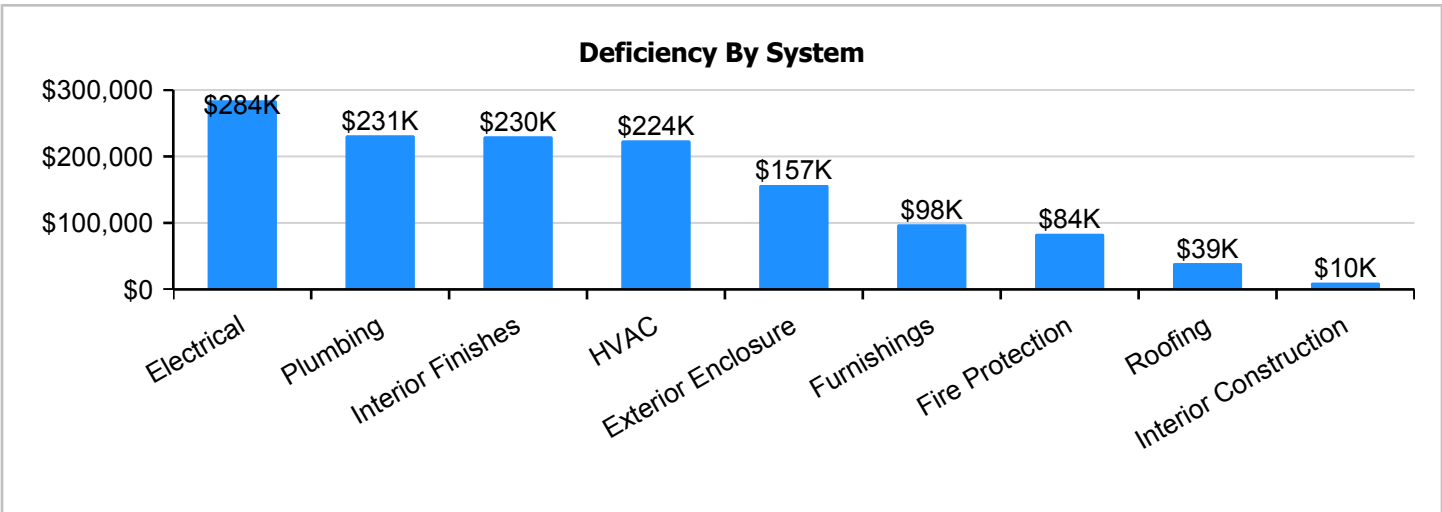 Deficiency By System
$300,000
$200,000
$100,000
$0
$284K
$231K
$230K
$224K
$157K
$98K
$84K
$39K
$10K
Electrical
Plumbing
Interior Finishes
HVAC
Exterior Enclosure
Furnishings
Fire Protection
Roofing
Interior Construction